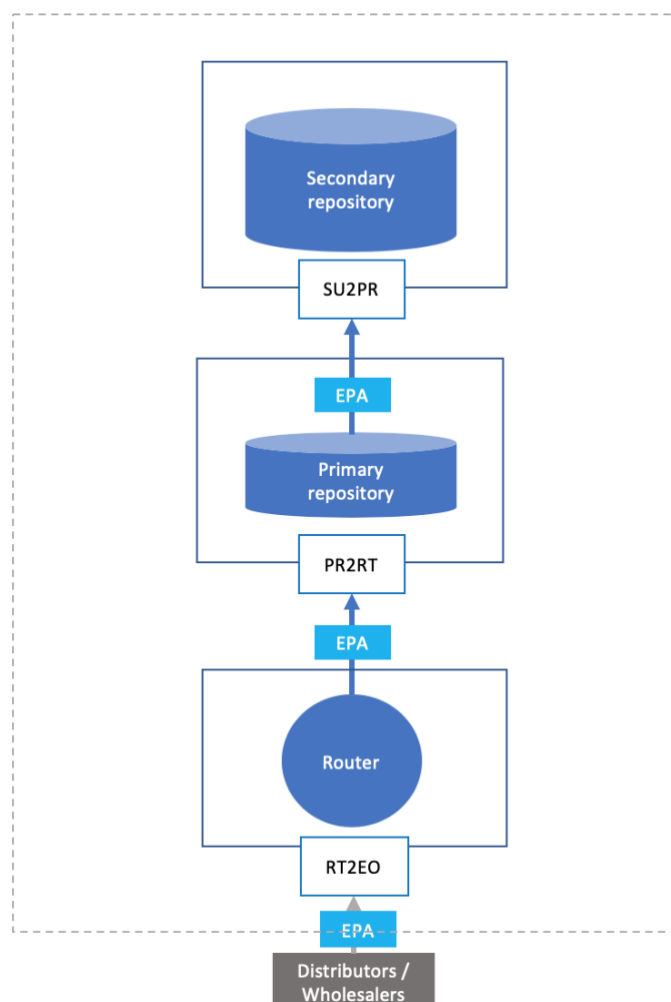 Secondary
repository
SU2PR
EPA
Primary
repository
PR2RT
EPA
Router
RT2EO
EPA
Distributors /
Wholesalers